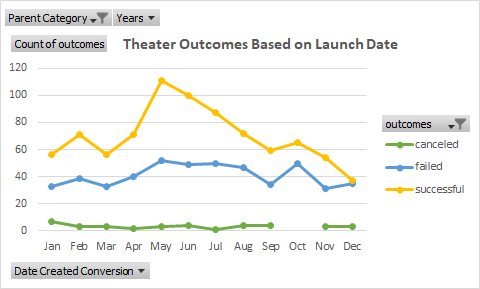 Parent Category Years
Count of outcomes
Theater Outcomes Based on Launch Date
120
100
80
60
40
20
0
Jan Feb Mar Apr May Jun Jul Aug Sep Oct Nov Dec
outcomes
canceled
failed
successful
Date Created Conversion